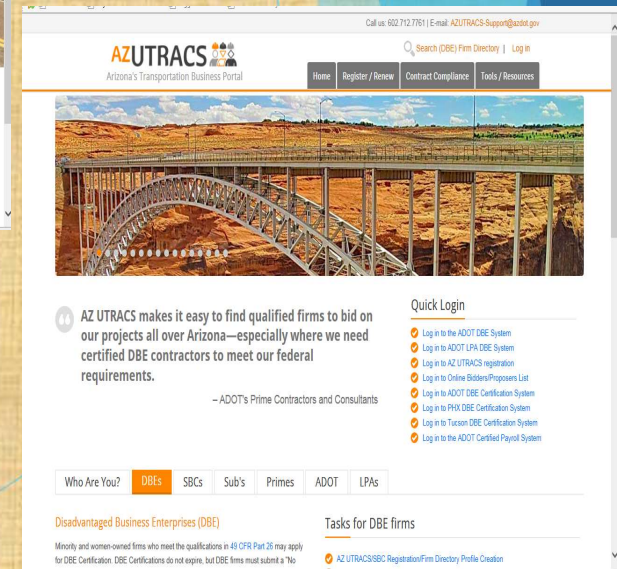 Call us: 602.712.7761 | E-mail: AZUTRACS-Support@azdot.gov
AZUTRACS
Arizona's Transportation Business Portal
Search (DBE) Firm Directory | Log in
Home Register / Renew Contract Compliance Tools / Resources
AZ UTRACS makes it easy to find qualified firms to bid on
our projects all over Arizona—especially where we need
certified DBE contractors to meet our federal
requirements.
– ADOT's Prime Contractors and Consultants
Quick Login
Log in to the ADOT DBE System
Log in to ADOT LPA DBE System
Log in to AZ UTRACS registration
Log in to Online Bidders/Proposers List
Log in to ADOT DBE Certification System
Log in to PHX DBE Certification System
Log in to Tucson DBE Certification System
Log in to the ADOT Certified Payroll System
Who Are You? DBEs SBCs Sub's Primes ADOT LPAs
Disadvantaged Business Enterprises (DBE)
Minority and women-owned firms who meet the qualifications in 49 CFR Part 26 may apply
for DBE Certification. DBE Certifications do not expire, but DBE firms must submit a "No
Tasks for DBE firms
AZ UTRACS/SBC Registration/Firm Directory Profile Creation